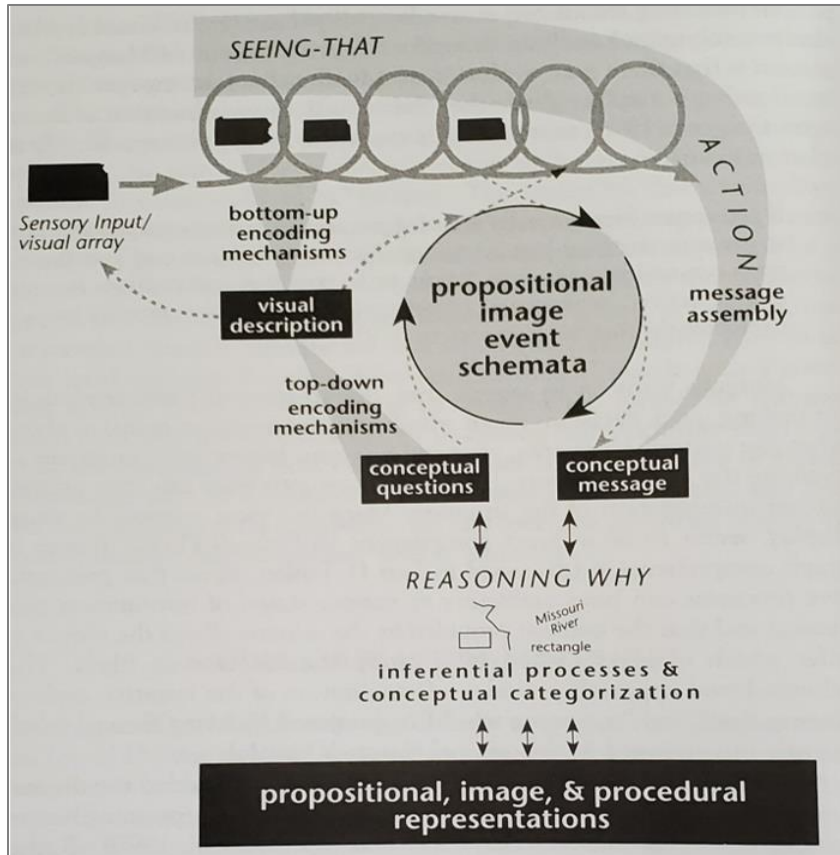 SEEING-THAT
ACTION
Sensory Input/
visual array
bottom-up
encoding
mechanisms
visual
description
propositional
image
event
schemata
message
assembly
top-down
encoding
mechanisms
conceptual
questions
conceptual
message
REASONING WHY
Missouri
River
rectangle
inferential processes &
conceptual categorization
propositional, image, & procedural
representations